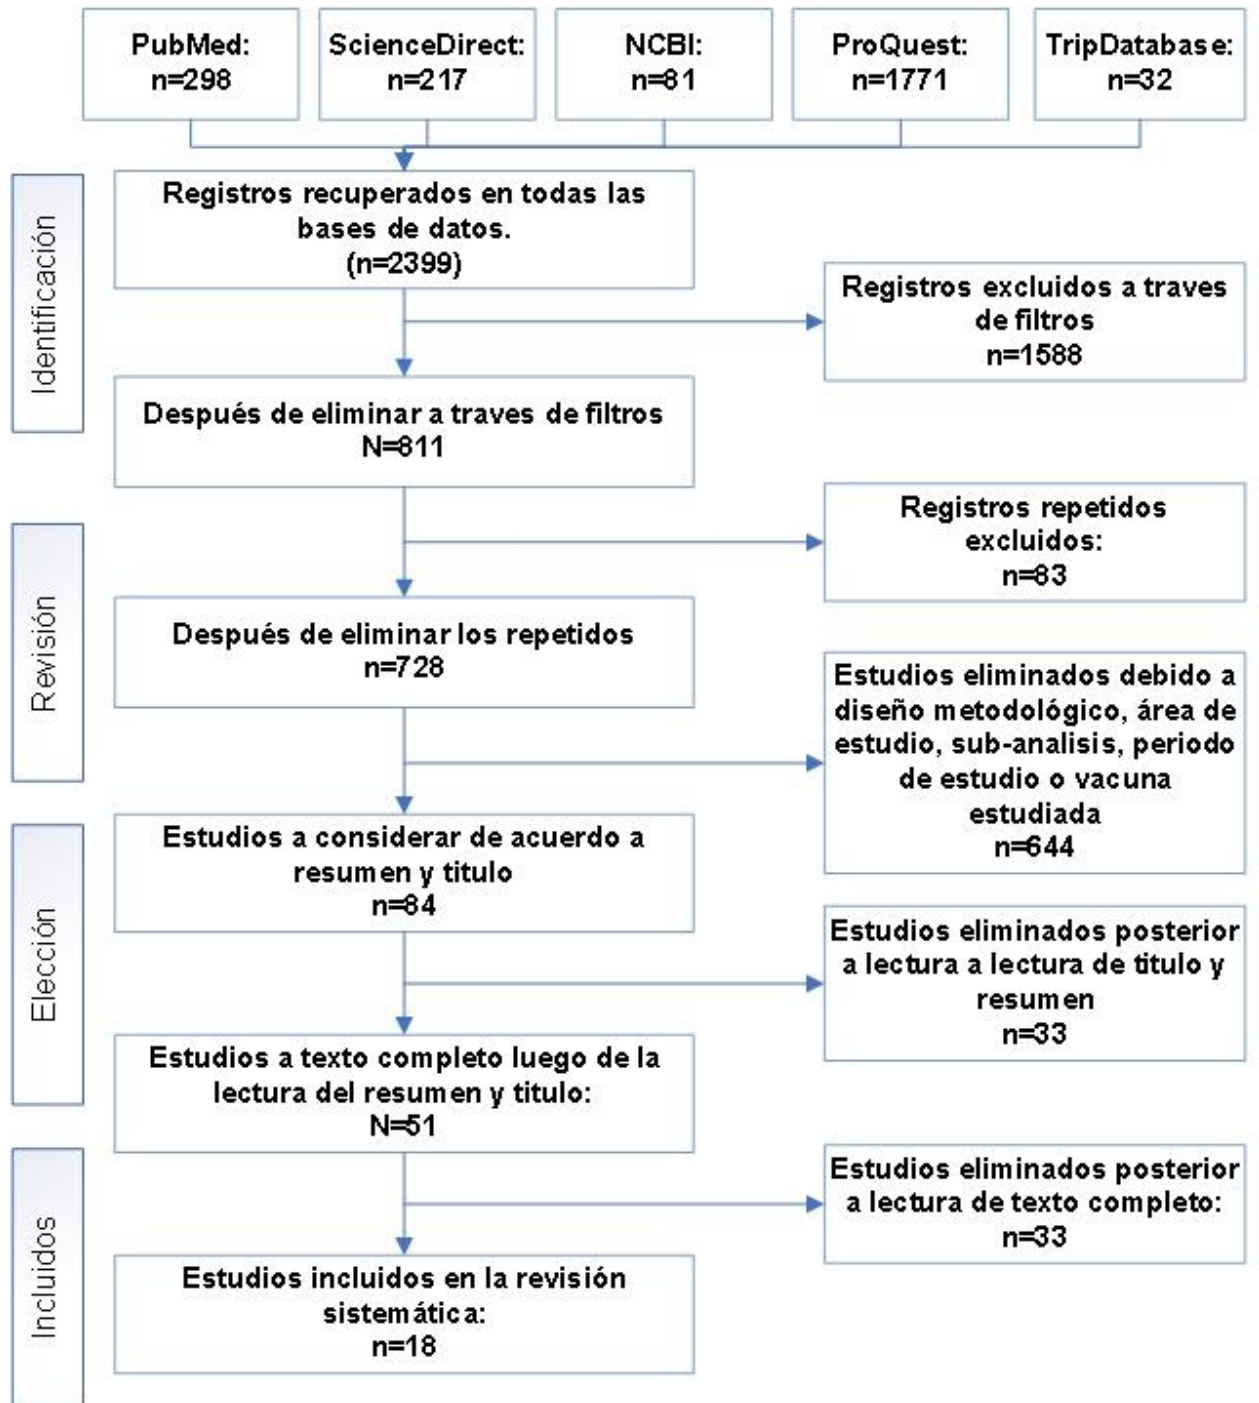 PubMed:
n=298
ScienceDirect:
n=217
NCBI:
n=81
ProQuest:
n=1771
TripDatabase:
n=32
Identificación
Registros recuperados en todas las
bases de datos.
(n=2399)
Registros excluidos a traves
de filtros
n=1588
Después de eliminar a traves de filtros
N=811
Revisión
Registros repetidos
excluidos:
n=83
Después de eliminar los repetidos
n=728
Estudios eliminados debido a
diseño metodológico, área de
estudio, sub-analisis, periodo
de estudio o vacuna
estudiada
n=644
Elección
Estudios a considerar de acuerdo a
resumen y titulo
n=84
Estudios eliminados posterior
a lectura a lectura de titulo y
resumen
n=33
Estudios a texto completo luego de la
lectura del resumen y titulo:
N=51
Incluidos
Estudios eliminados posterior
a lectura de texto completo:
n=33
Estudios incluidos en la revisión
sistemática:
n=18